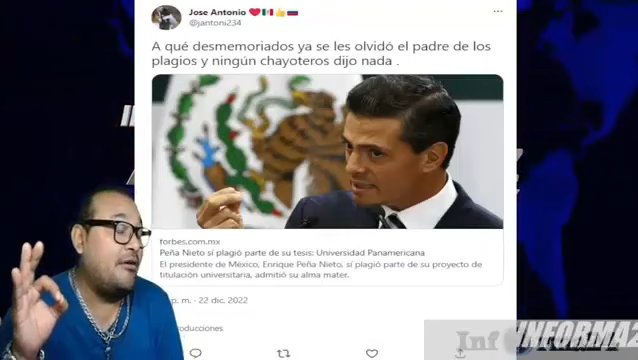 Jose Antonio
@jantoni234
A qué desmemoriados ya se les olvidó el padre de los
plagios y ningún chayoteros dijo nada .
forbes.com.mx
Peña Nieto sí plagió parte de su tesis: Universidad Panamericana
El presidente de México, Enrique Peña Nieto, sí plagió parte de su proyecto de
titulación universitaria, admitió su alma mater.
p. m. · 22 dic. 2022
INFORMA